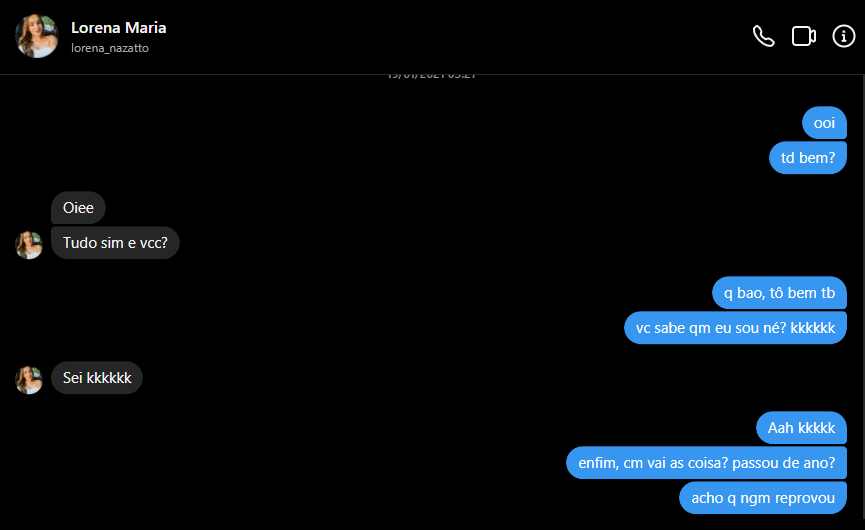 Lorena Maria
lorena_nazatto
ooi
td bem?
Oiee
Tudo sim e vcc?
q bao, tô bem tb
vc sabe qm eu sou né? kkkkkk
Sei kkkkkk
Aah kkkkk
enfim, cm vai as coisa? passou de ano?
acho q ngm reprovou